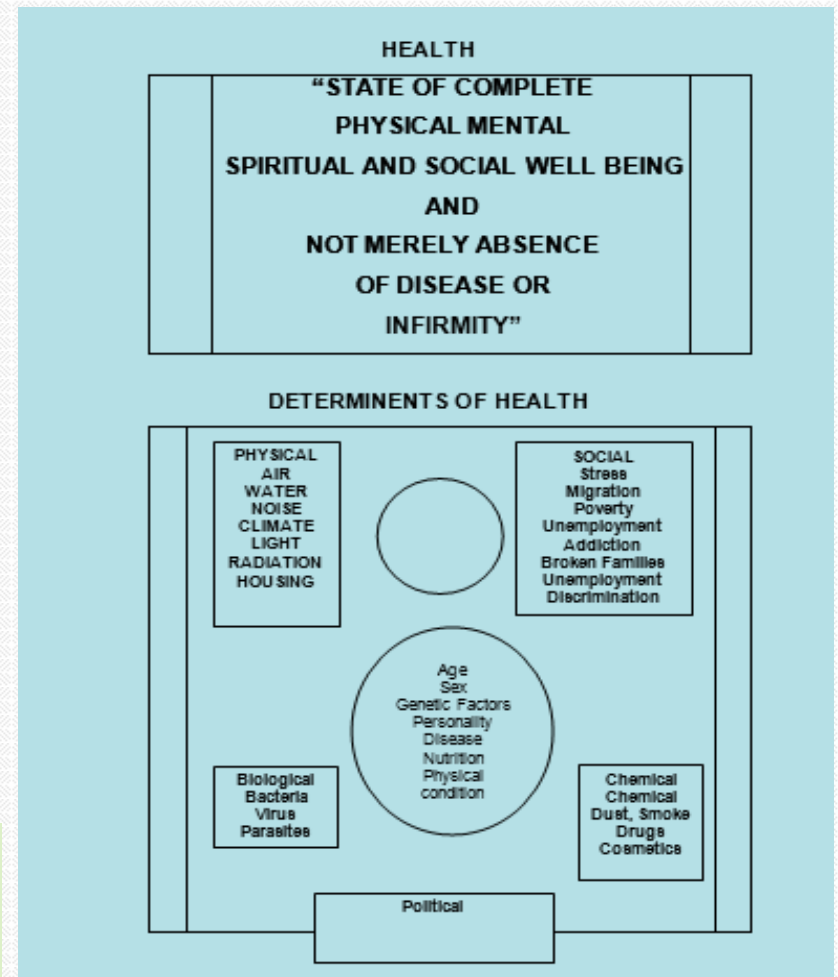 HEALTH
“STATE OF COMPLETE
PHYSICAL MENTAL
SPIRITUAL AND SOCIAL WELL BEING
AND
NOT MERELY ABSENCE
OF DISEASE OR
INFIRMITY”
DETERMINENTS OF HEALTH
PHYSICAL
AIR
WATER
NOISE
CLIMATE
LIGHT
RADIATION
HOUSING
SOCIAL
Stress
Migration
Poverty
Unemployment
Addiction
Broken Families
Unemployment
Discrimination
Age
Sex
Genetic Factors
Personality
Disease
Nutrition
Physical
condition
Biological
Bacteria
Virus
Parasites
Chemical
Chemical
Dust, Smoke
Drugs
Cosmetics
Political